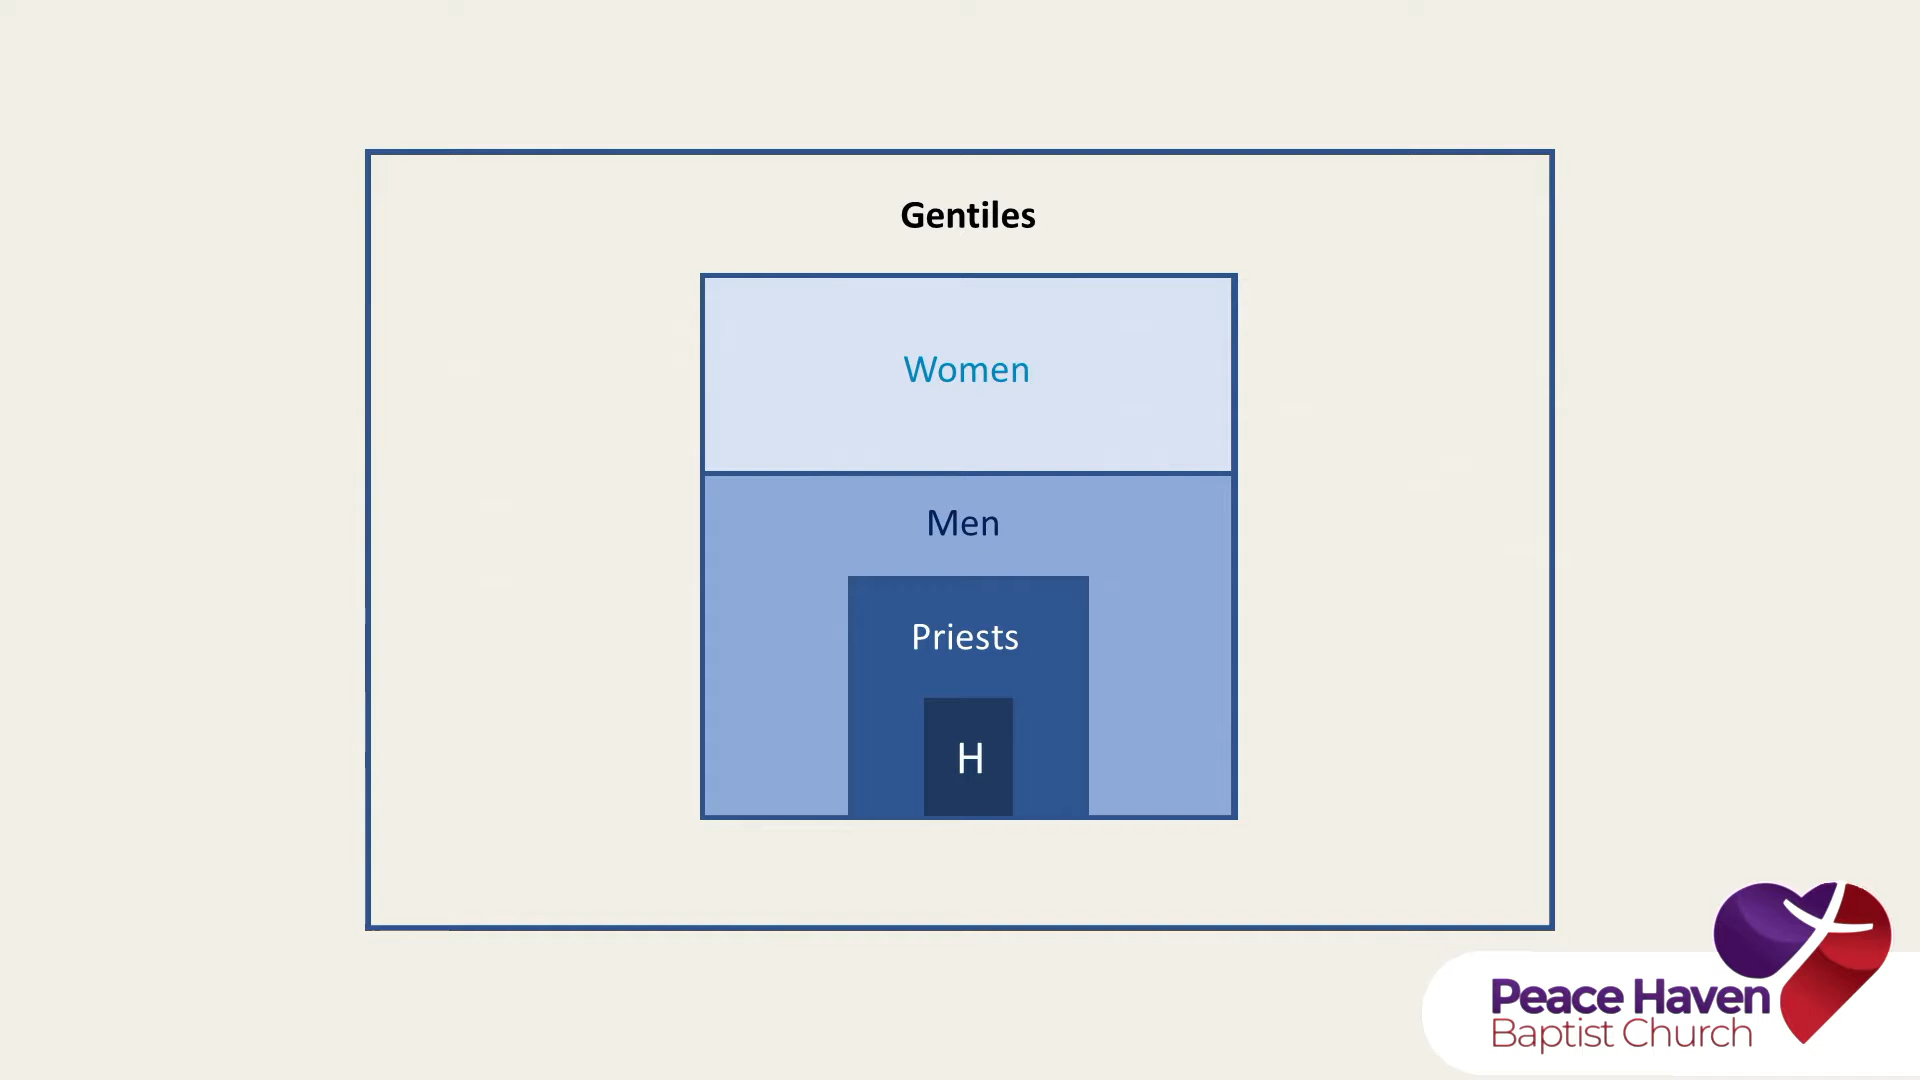 Gentiles
Women
Men
Priests
H
Peace Haven
Baptist Church